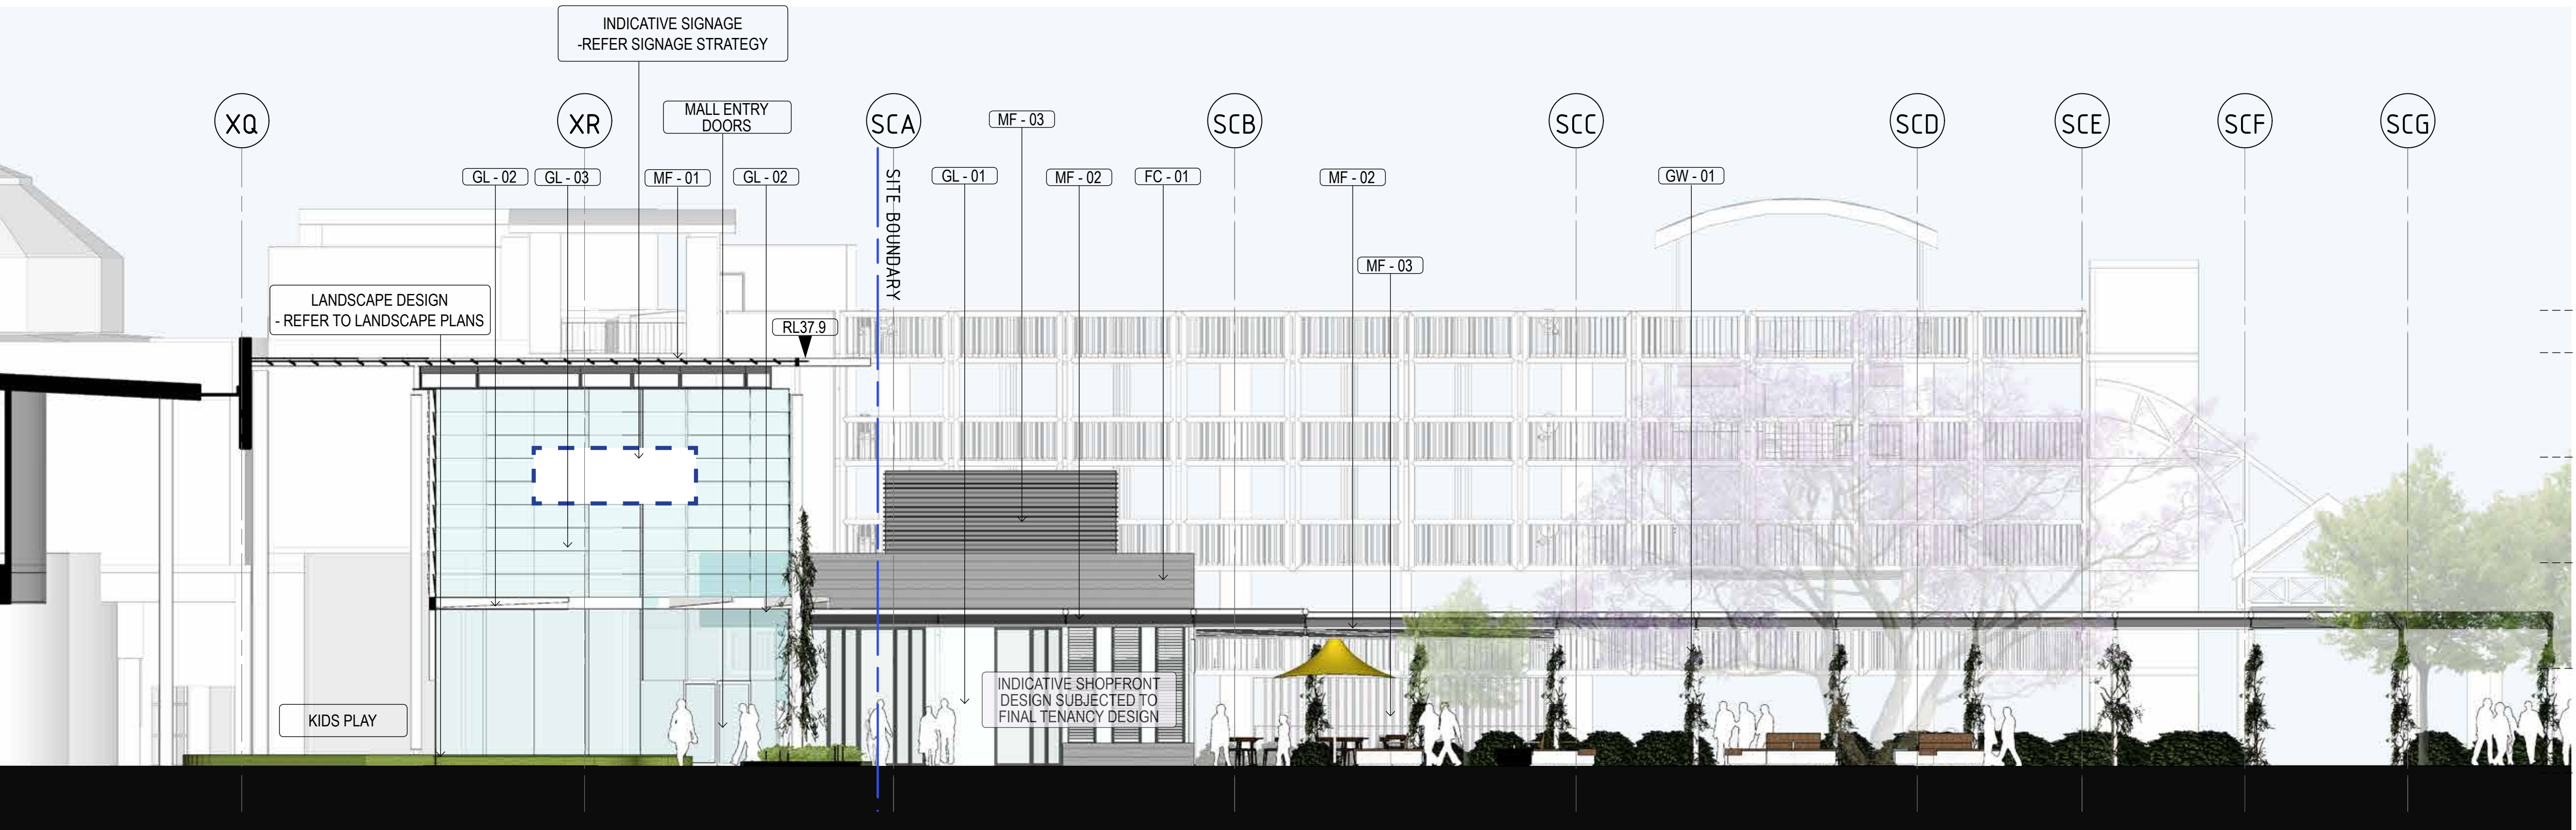 INDICATIVE SIGNAGE
-REFER SIGNAGE STRATEGY
XQ
XR
MALL ENTRY
DOORS
SCA
MF - 03
SCB
SCC
SCD
SCE
SCF
SCG
GL - 02
GL - 03
MF - 01
GL - 02
SITE BOUNDARY
GL - 01
MF - 02
FC - 01
MF - 02
GW - 01
MF - 03
LANDSCAPE DESIGN
- REFER TO LANDSCAPE PLANS
RL37.9
INDICATIVE SHOPFRONT
DESIGN SUBJECTED TO
FINAL TENANCY DESIGN
KIDS PLAY